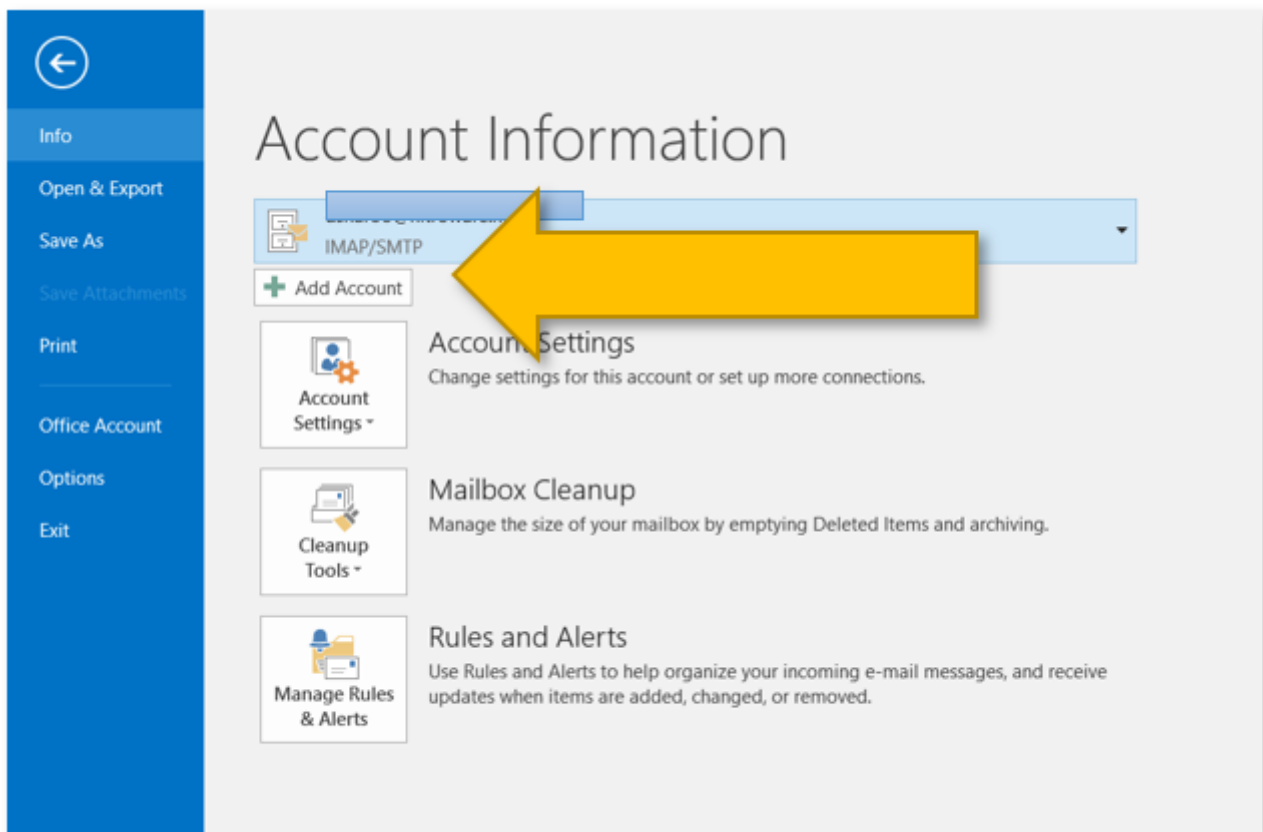 Info
Open & Export
Save As
Save Attachments
Print
Office Account
Options
Exit
Account Information
IMAP/SMTP
Add Account
Account Settings
Account Settings
Change settings for this account or set up more connections.
Cleanup Tools
Mailbox Cleanup
Manage the size of your mailbox by emptying Deleted Items and archiving.
Manage Rules
& Alerts
Rules and Alerts
Use Rules and Alerts to help organize your incoming e-mail messages, and receive
updates when items are added, changed, or removed.